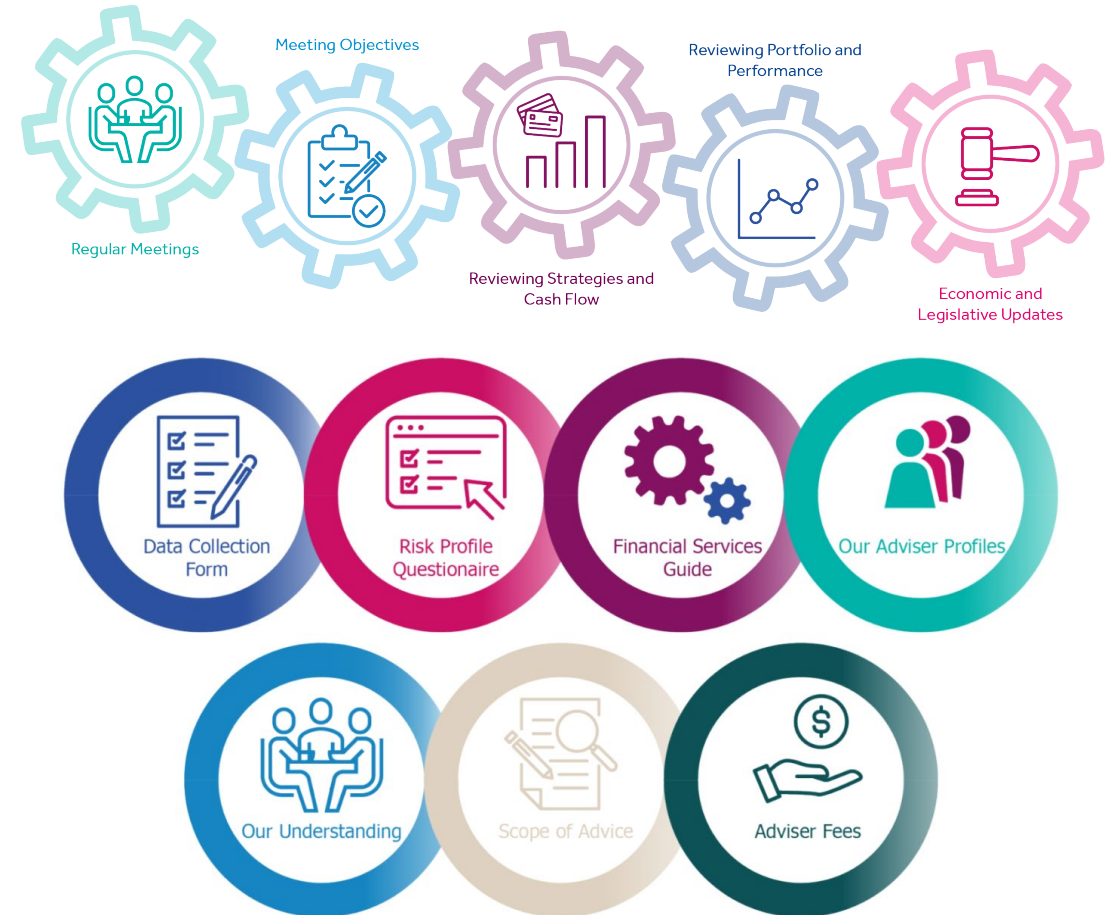 Meeting Objectives
Reviewing Portfolio and
Performance
Regular Meetings
Reviewing Strategies and
Cash Flow
Economic and
Legislative Updates
Data Collection
Form
Risk Profile
Questionaire
Financial Services
Guide
Our Adviser Profiles
Our Understanding
Scope of Advice
$
Adviser Fees